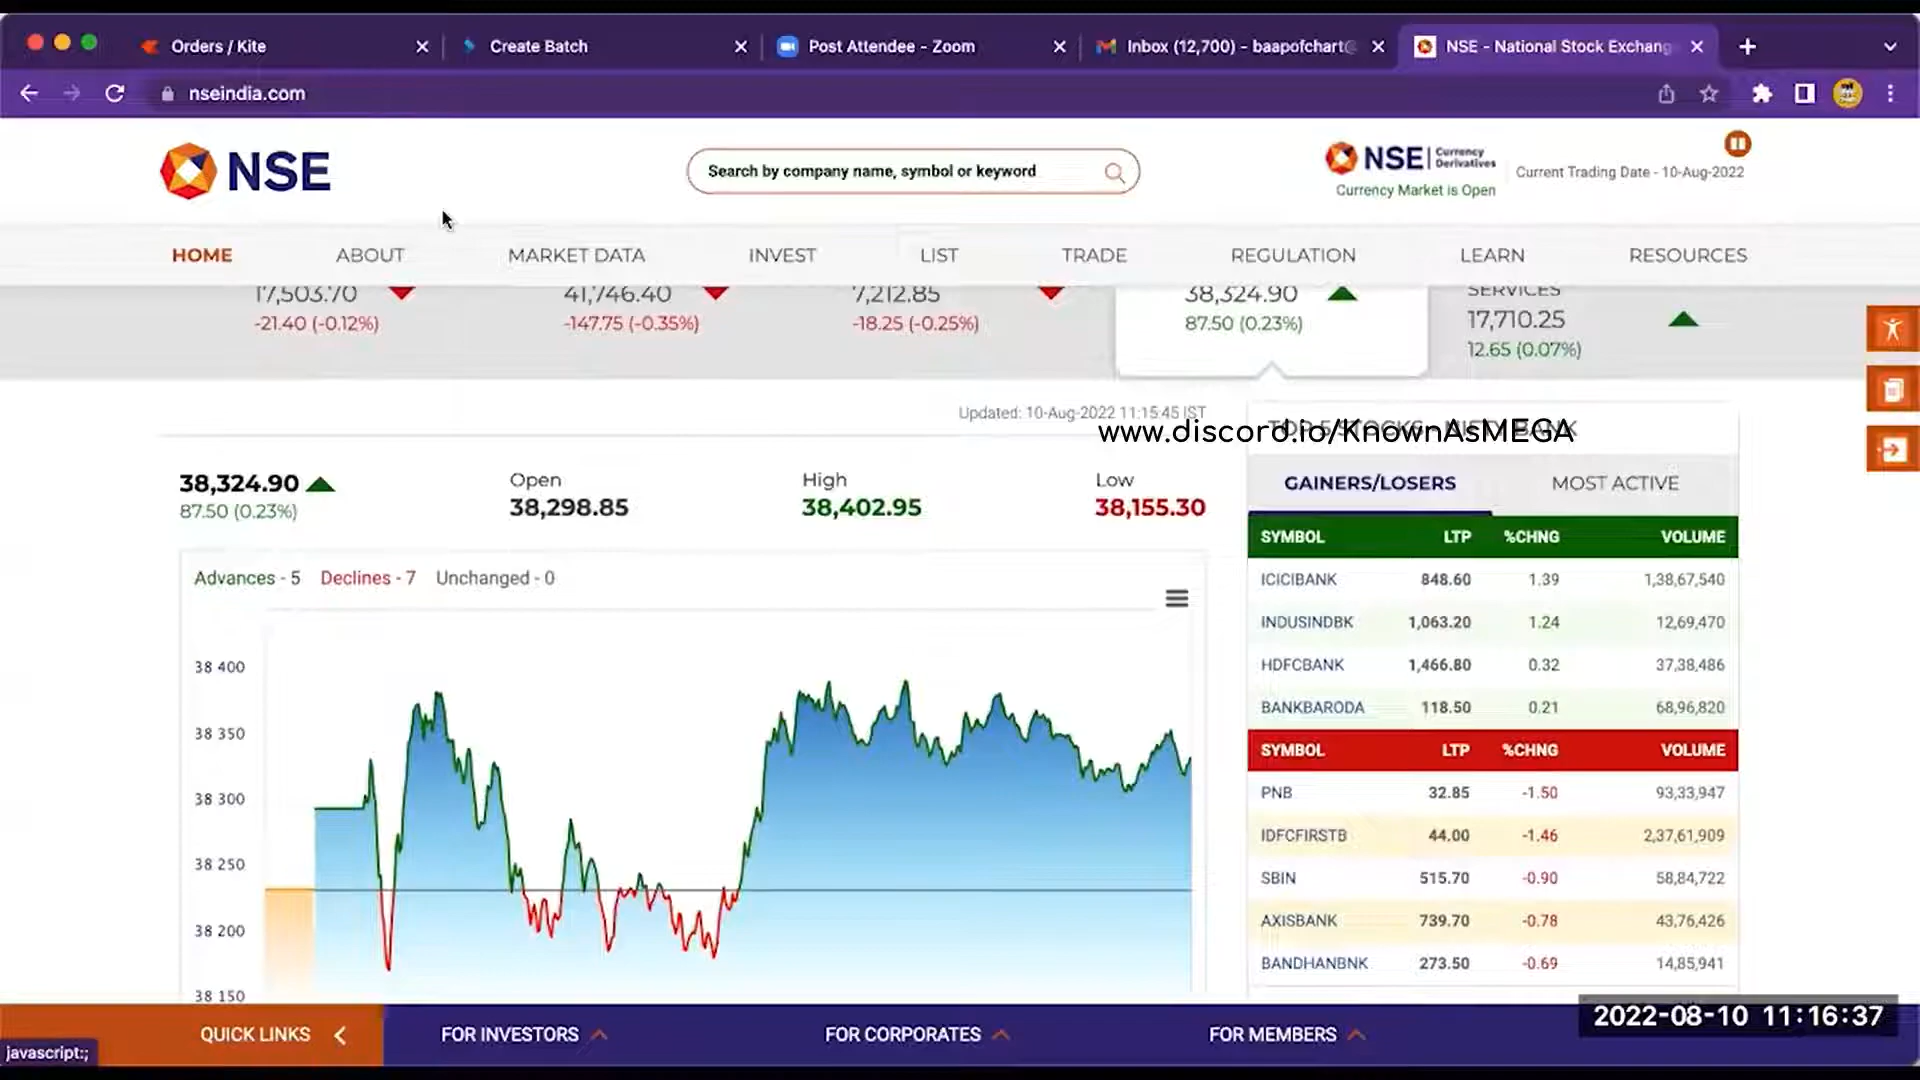 Orders / Kite
Create Batch
Post Attendee - Zoom
Inbox (12,700) - baapofchart@
NSE - National Stock Exchang
nseindia.com
NSE
Search by company name, symbol or keyword
NSE
Currency
Derivatives
Currency Market is Open
Current Trading Date - 10-Aug-2022
HOME
ABOUT
MARKET DATA
INVEST
LIST
TRADE
REGULATION
LEARN
RESOURCES
17,503.70
-21.40 (-0.12%)
41,746.40
-147.75 (-0.35%)
7,212.85
-18.25 (-0.25%)
38,324.90
87.50 (0.23%)
SERVICES
17,710.25
12.65 (0.07%)
Updated: 10-Aug-2022 11:15:45 IST
www.discord.io/KnownAsMEGA
TOP 5 STOCKS - NIFTY BANK
38,324.90
87.50 (0.23%)
Open
38,298.85
High
38,402.95
Low
38,155.30
Advances - 5 Declines - 7 Unchanged - 0
38 400
38 350
38 300
38 250
38 200
38 150
GAINERS/LOSERS MOST ACTIVE
SYMBOL LTP %CHNG VOLUME
ICICIBANK 848.60 1.39 1,38,67,540
INDUSINDBK 1,063.20 1.24 12,69,470
HDFCBANK 1,466.80 0.32 37,38,486
BANKBARODA 118.50 0.21 68,96,820
SYMBOL LTP %CHNG VOLUME
PNB 32.85 -1.50 93,33,947
IDFCFIRSTB 44.00 -1.46 2,37,61,909
SBIN 515.70 -0.90 58,84,722
AXISBANK 739.70 -0.78 43,76,426
BANDHANBNK 273.50 -0.69 14,85,941
2022-08-10 11:16:37
QUICK LINKS
FOR INVESTORS
FOR CORPORATES
FOR MEMBERS
javascript:;